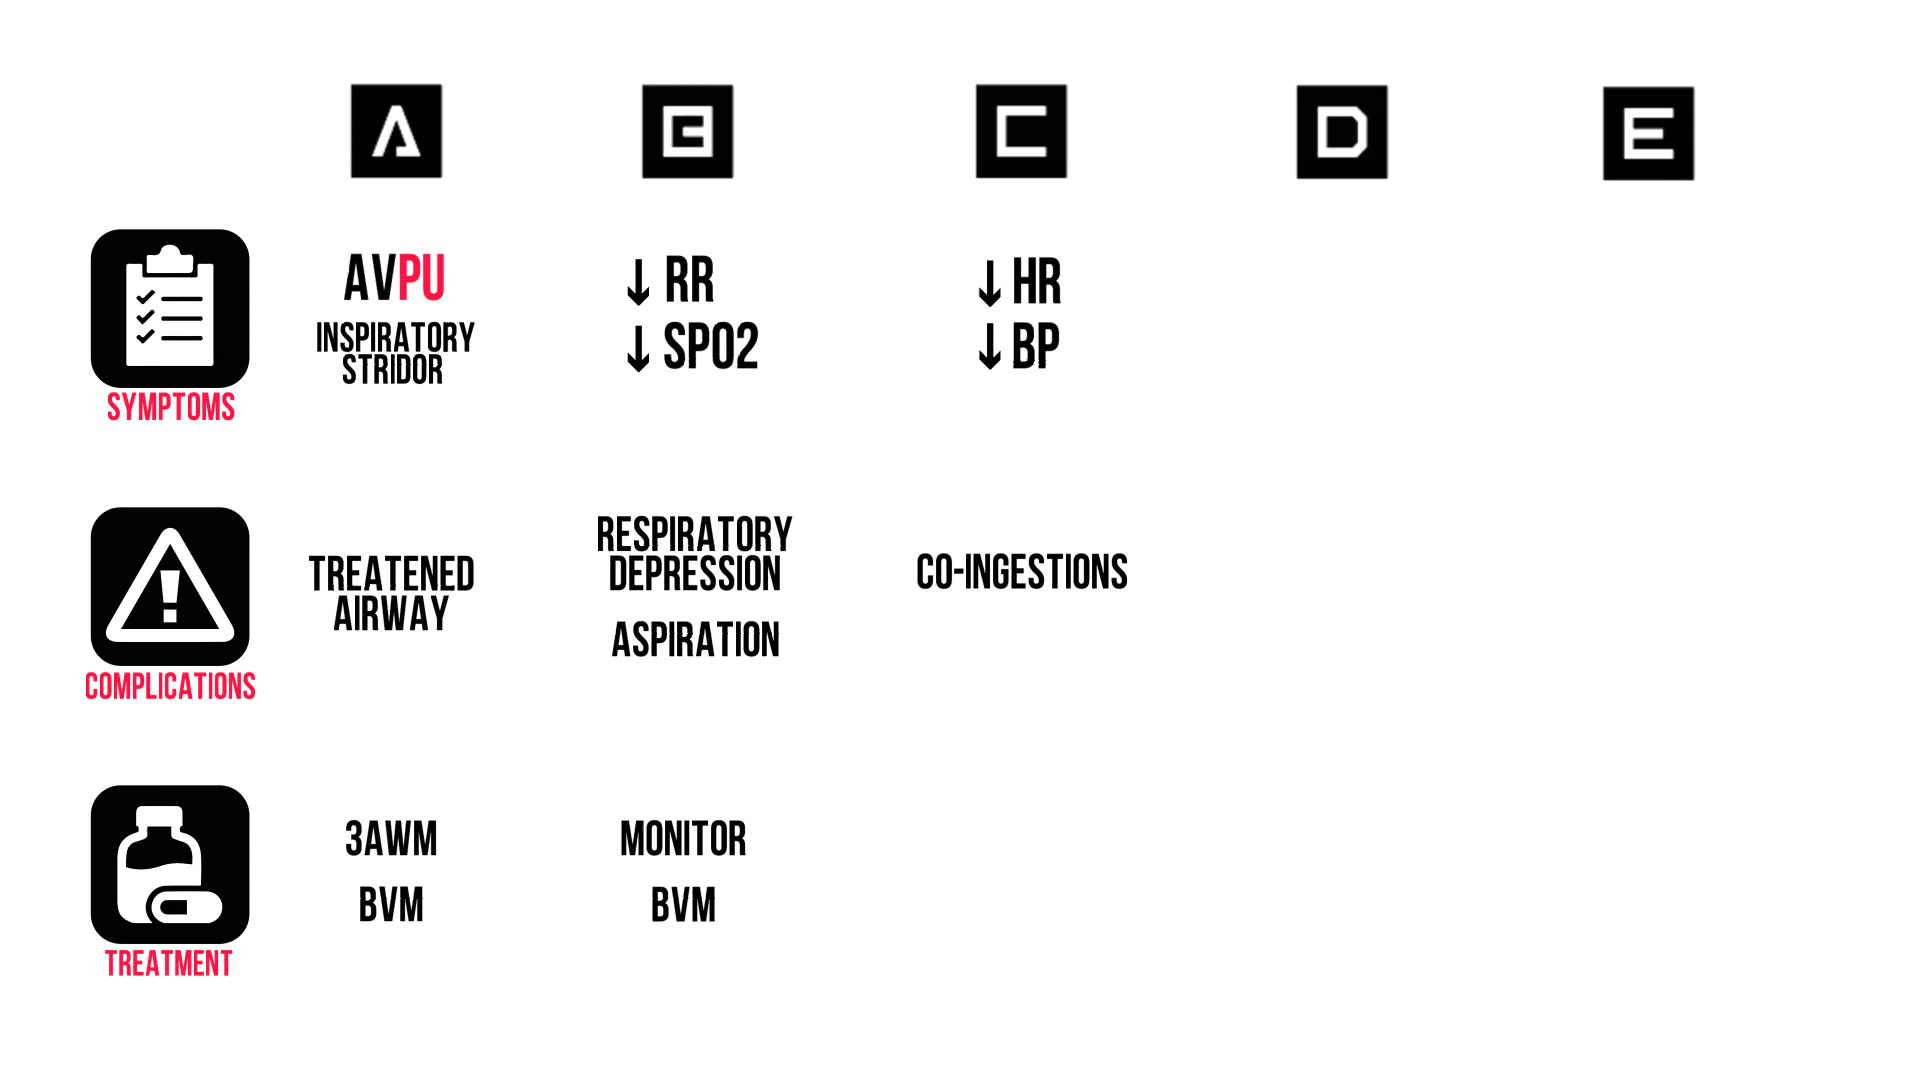 A B C D E
AVPU
INSPIRATORY
STRIDOR
↓ RR
↓ SPO2
↓ HR
↓ BP
SYMPTOMS
TREATENED
AIRWAY
RESPIRATORY
DEPRESSION
ASPIRATION
CO-INGESTIONS
COMPLICATIONS
3AWM
BVM
MONITOR
BVM
TREATMENT